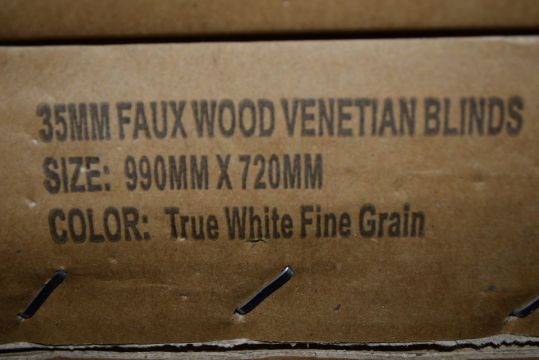 35MM FAUX WOOD VENETIAN BLINDS
SIZE: 990MM X 720MM
COLOR: True White Fine Grain